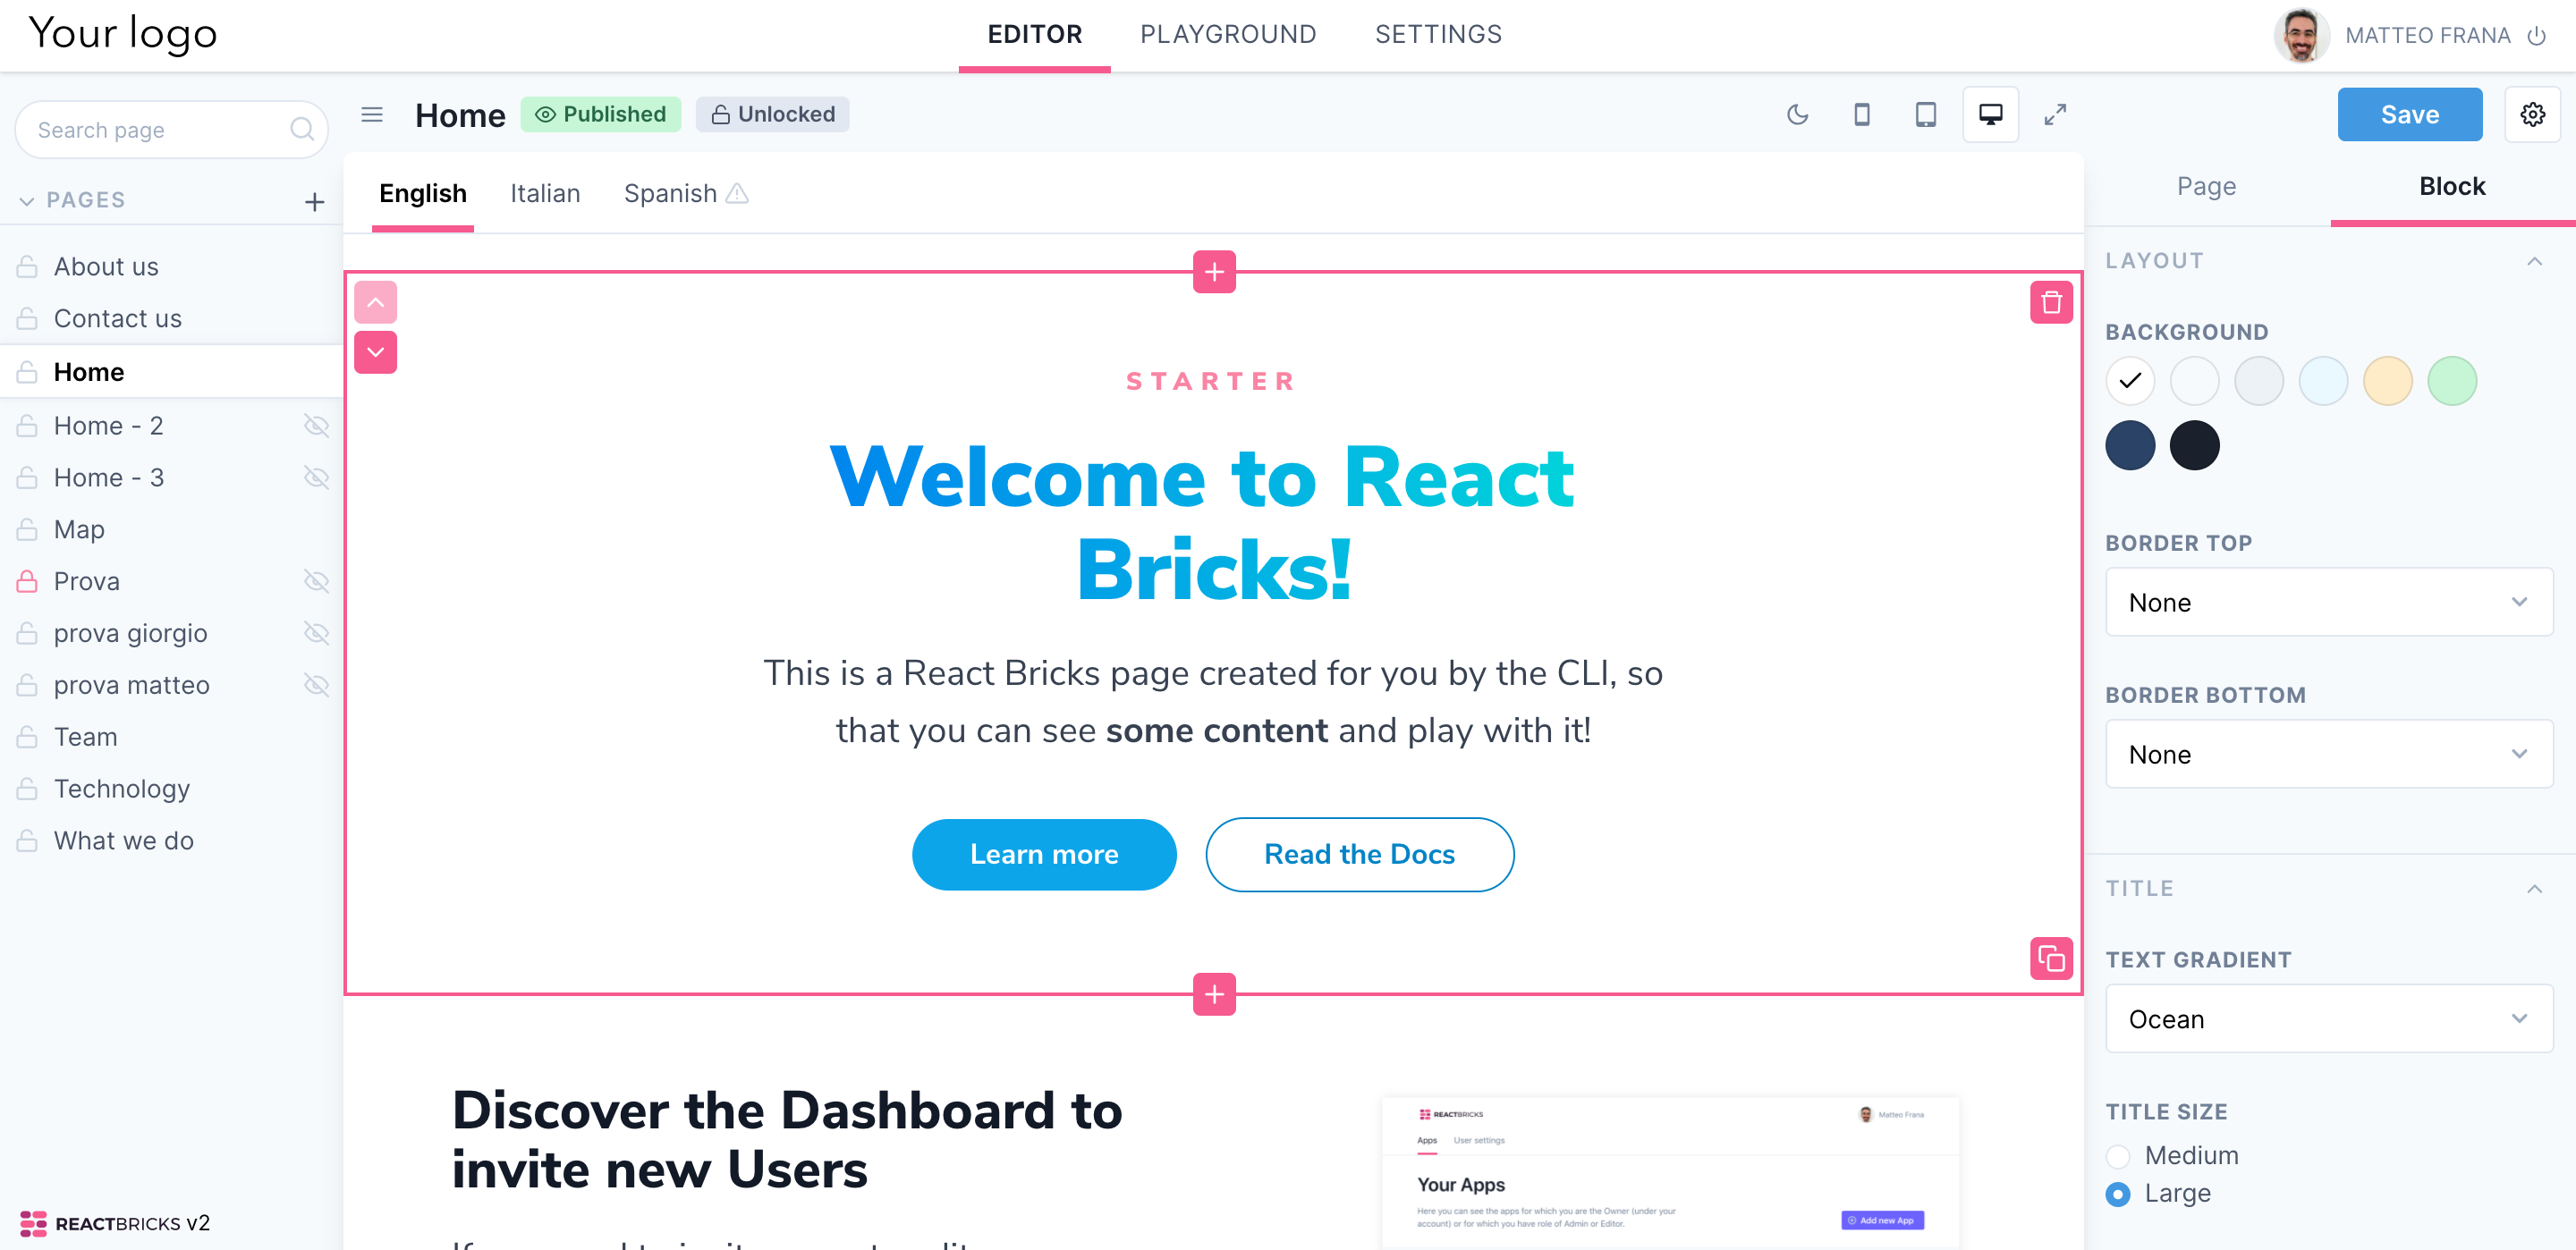 Your logo
EDITOR
PLAYGROUND
SETTINGS
MATTEO FRANA
Search page
PAGES
About us
Contact us
Home
Home - 2
Home - 3
Map
Prova
prova giorgio
prova matteo
Team
Technology
What we do
REACTBRICKS v2
Home
Published
Unlocked
Save
English
Italian
Spanish
STARTER
Welcome to React
Bricks!
This is a React Bricks page created for you by the CLI, so
that you can see some content and play with it!
Learn more
Read the Docs
Discover the Dashboard to
invite new Users
REACTBRICKS
Matteo Frana
Apps
User settings
Your Apps
Here you can see the apps for which you are the Owner (under your
account) or for which you have role of Admin or Editor.
Add new App
Page
Block
LAYOUT
BACKGROUND
BORDER TOP
None
BORDER BOTTOM
None
TITLE
TEXT GRADIENT
Ocean
TITLE SIZE
Medium
Large